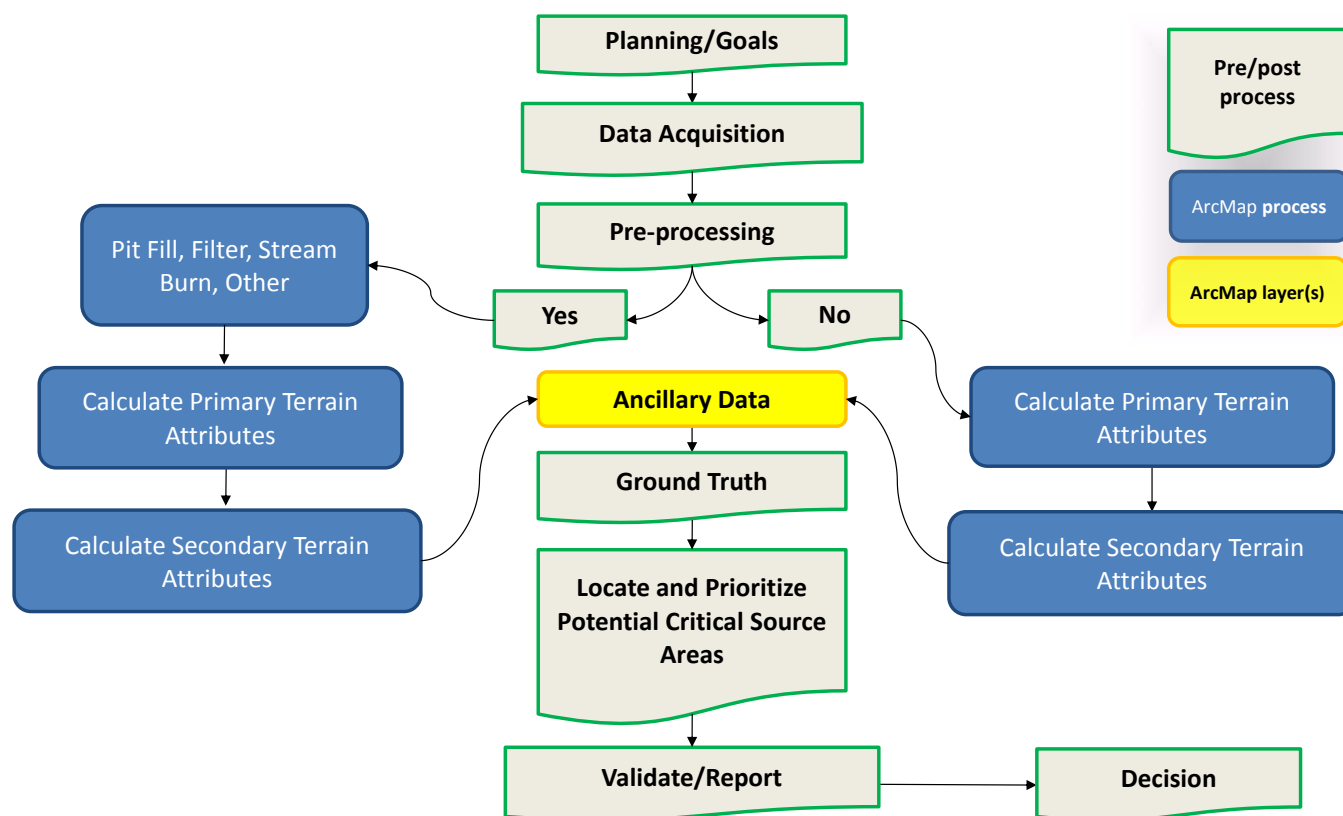 Planning/Goals
Pre/post
process
Data Acquisition
Pre-processing
ArcMap process
Pit Fill, Filter, Stream
Burn, Other
ArcMap layer(s)
Yes
No
Calculate Primary Terrain
Attributes
Ancillary Data
Calculate Primary Terrain
Attributes
Ground Truth
Calculate Secondary Terrain
Attributes
Calculate Secondary Terrain
Attributes
Locate and Prioritize
Potential Critical Source
Areas
Validate/Report
Decision